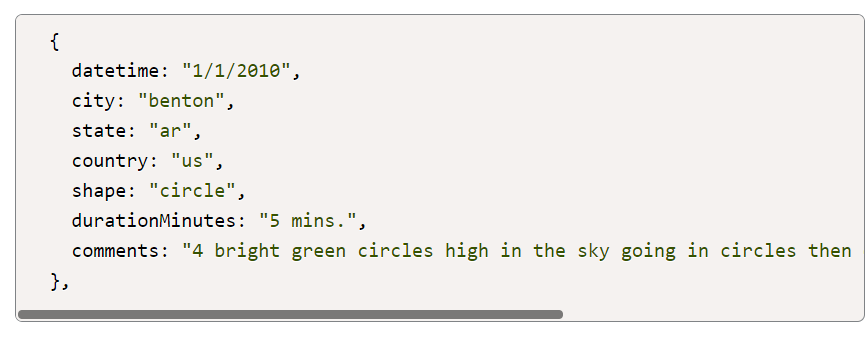 {
datetime: "1/1/2010",
city: "benton",
state: "ar",
country: "us",
shape: "circle",
durationMinutes: "5 mins.",
comments: "4 bright green circles high in the sky going in circles then
},